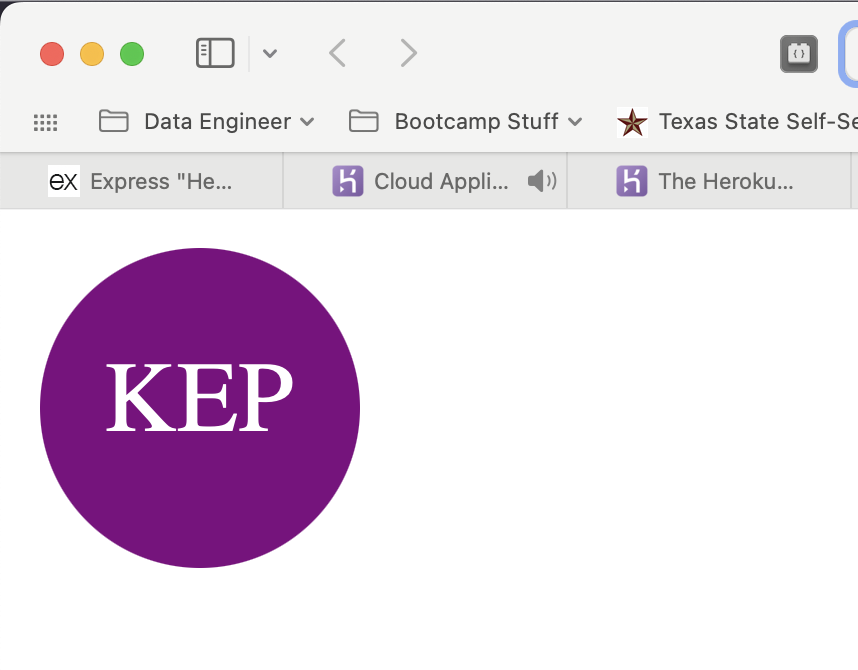 Data Engineer
Bootcamp Stuff
Texas State Self-Se
ex Express "He...
Cloud Appli...
The Heroku...
KEP